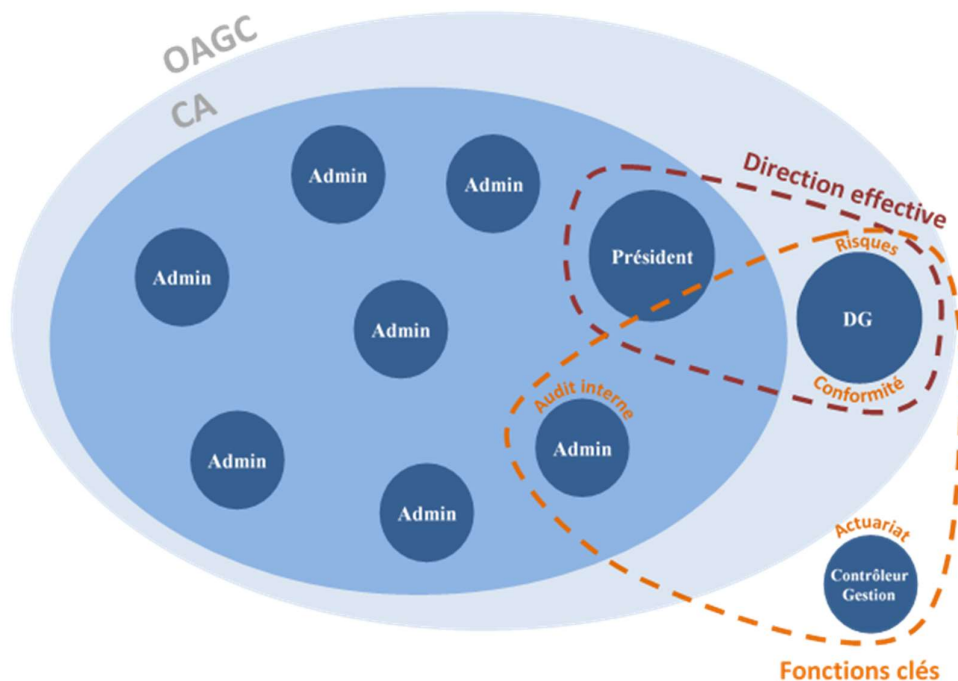 OAGC
CA
Admin
Admin
Direction effective
Risques
Président
Admin
DG
Admin
Conformité
Audit interne
Admin
Admin
Admin
Actuariat
Contrôleur
Gestion
Fonctions clés